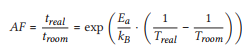 AF = t_real / t_room = exp ( E_a / k_B · ( 1 / T_real − 1 / T_room ) )